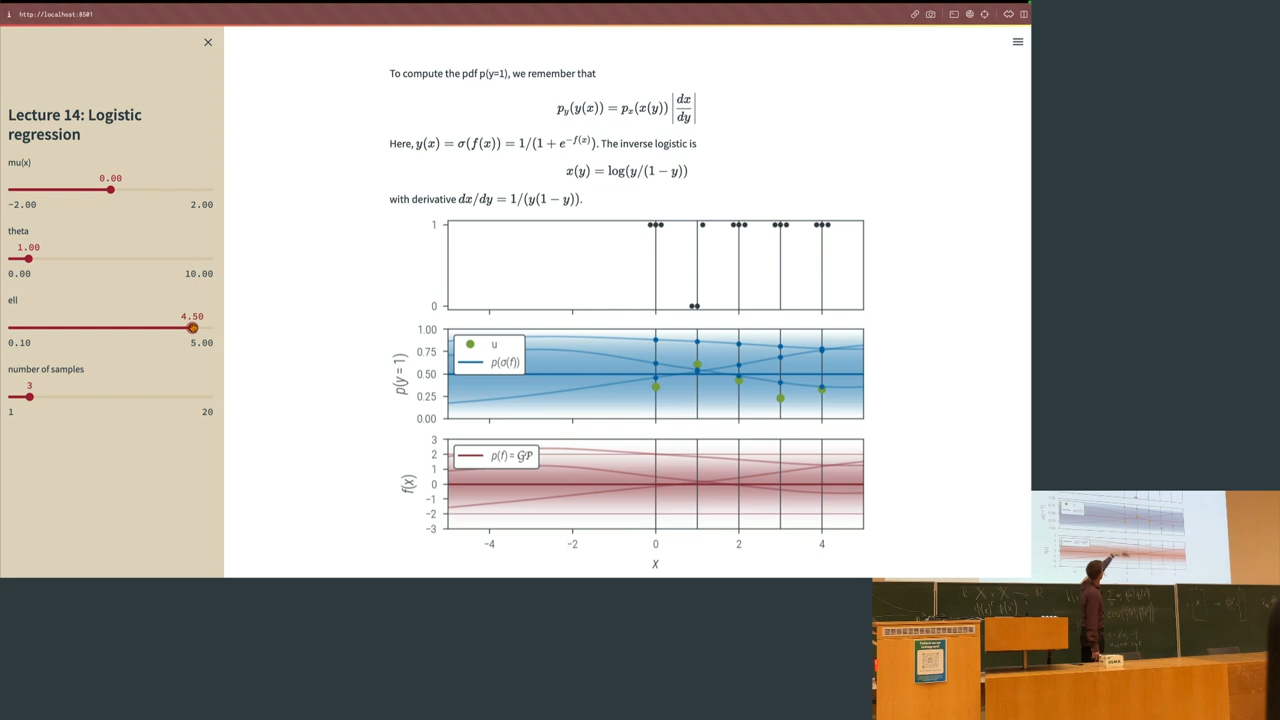 http://localhost:8501
Lecture 14: Logistic
regression
mu(x)
0.00
-2.00 2.00
theta
1.00
0.00 10.00
ell
4.50
0.10 5.00
number of samples
3
1 20
To compute the pdf p(y=1), we remember that
p_y(y(x)) = p_x(x(y)) |dx/dy|
Here, y(x) = σ(f(x)) = 1/(1 + e^{-f(x)}). The inverse logistic is
x(y) = log(y/(1 − y))
with derivative dx/dy = 1/(y(1 − y)).
1
0
1.00
0.75
0.50
0.25
0.00
p(y = 1)
u
p(σ(f))
3
2
1
0
−1
−2
−3
f(x)
p(f) = GP
−4 −2 0 2 4
x